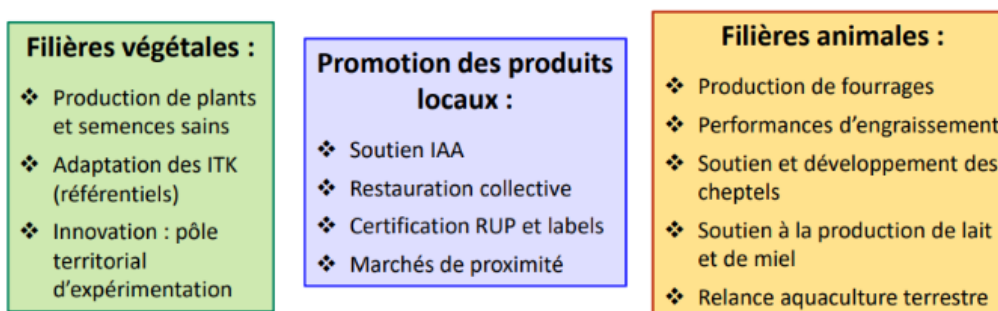 Filières végétales :
❖ Production de plants
et semences sains
❖ Adaptation des ITK
(référentiels)
❖ Innovation : pôle
territorial
d'expérimentation
Promotion des produits
locaux :
❖ Soutien IAA
❖ Restauration collective
❖ Certification RUP et labels
❖ Marchés de proximité
Filières animales :
❖ Production de fourrages
❖ Performances d'engraissement
❖ Soutien et développement des
cheptels
❖ Soutien à la production de lait
et de miel
❖ Relance aquaculture terrestre